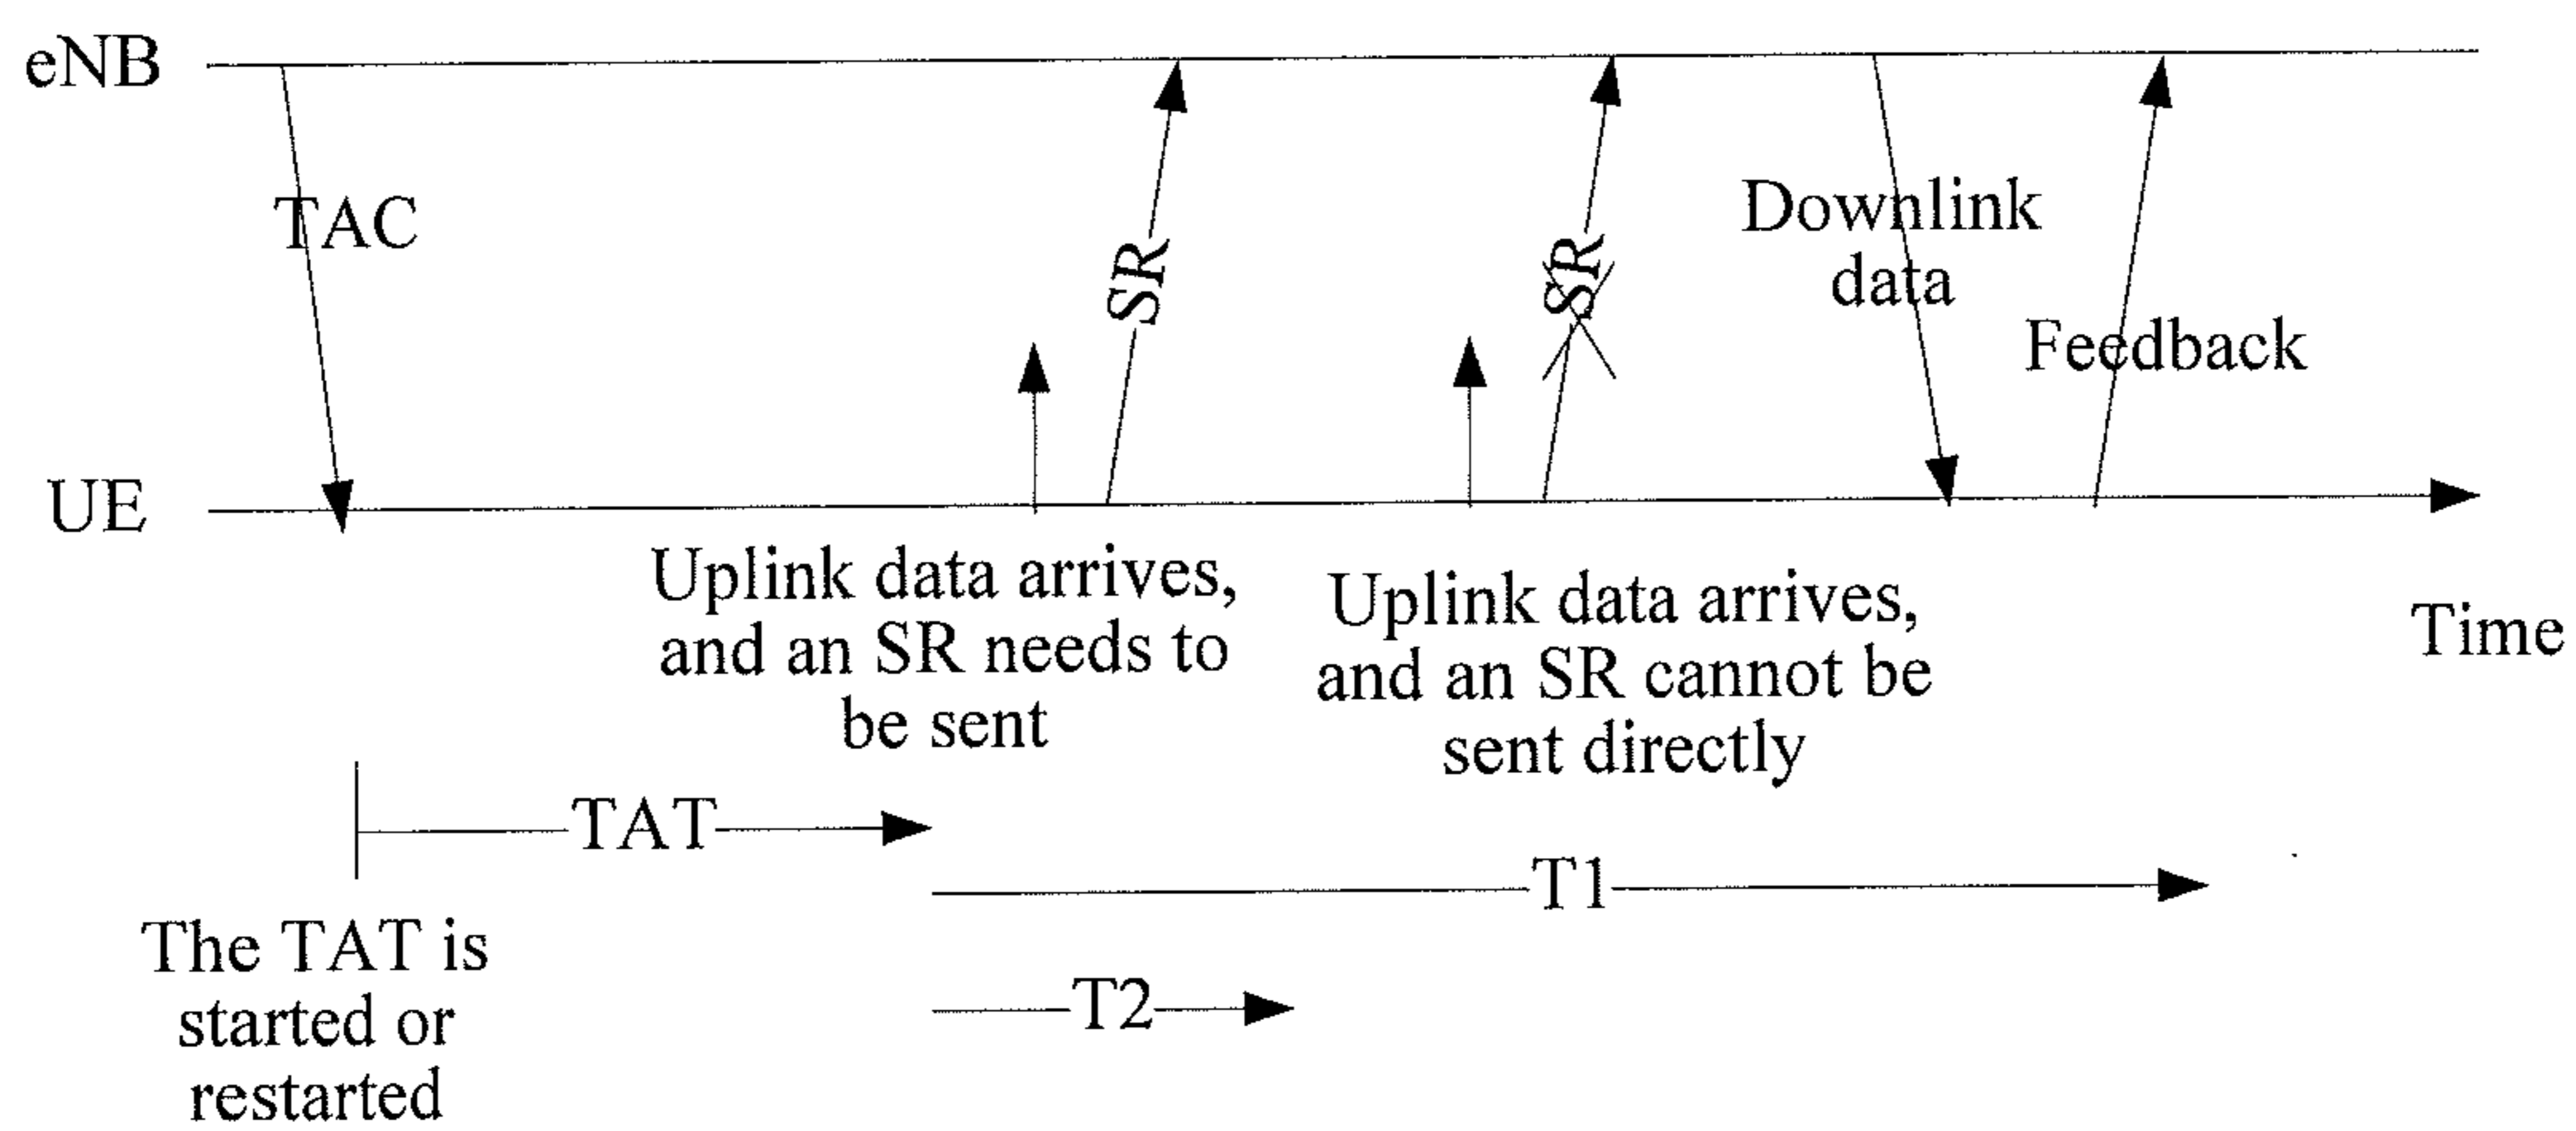 eNB
TAC
SR
SR
Downlink
data
Feedback
UE
Uplink data arrives,
and an SR needs to
be sent
Uplink data arrives,
and an SR cannot be
sent directly
Time
TAT
T1
The TAT is
started or
restarted
T2